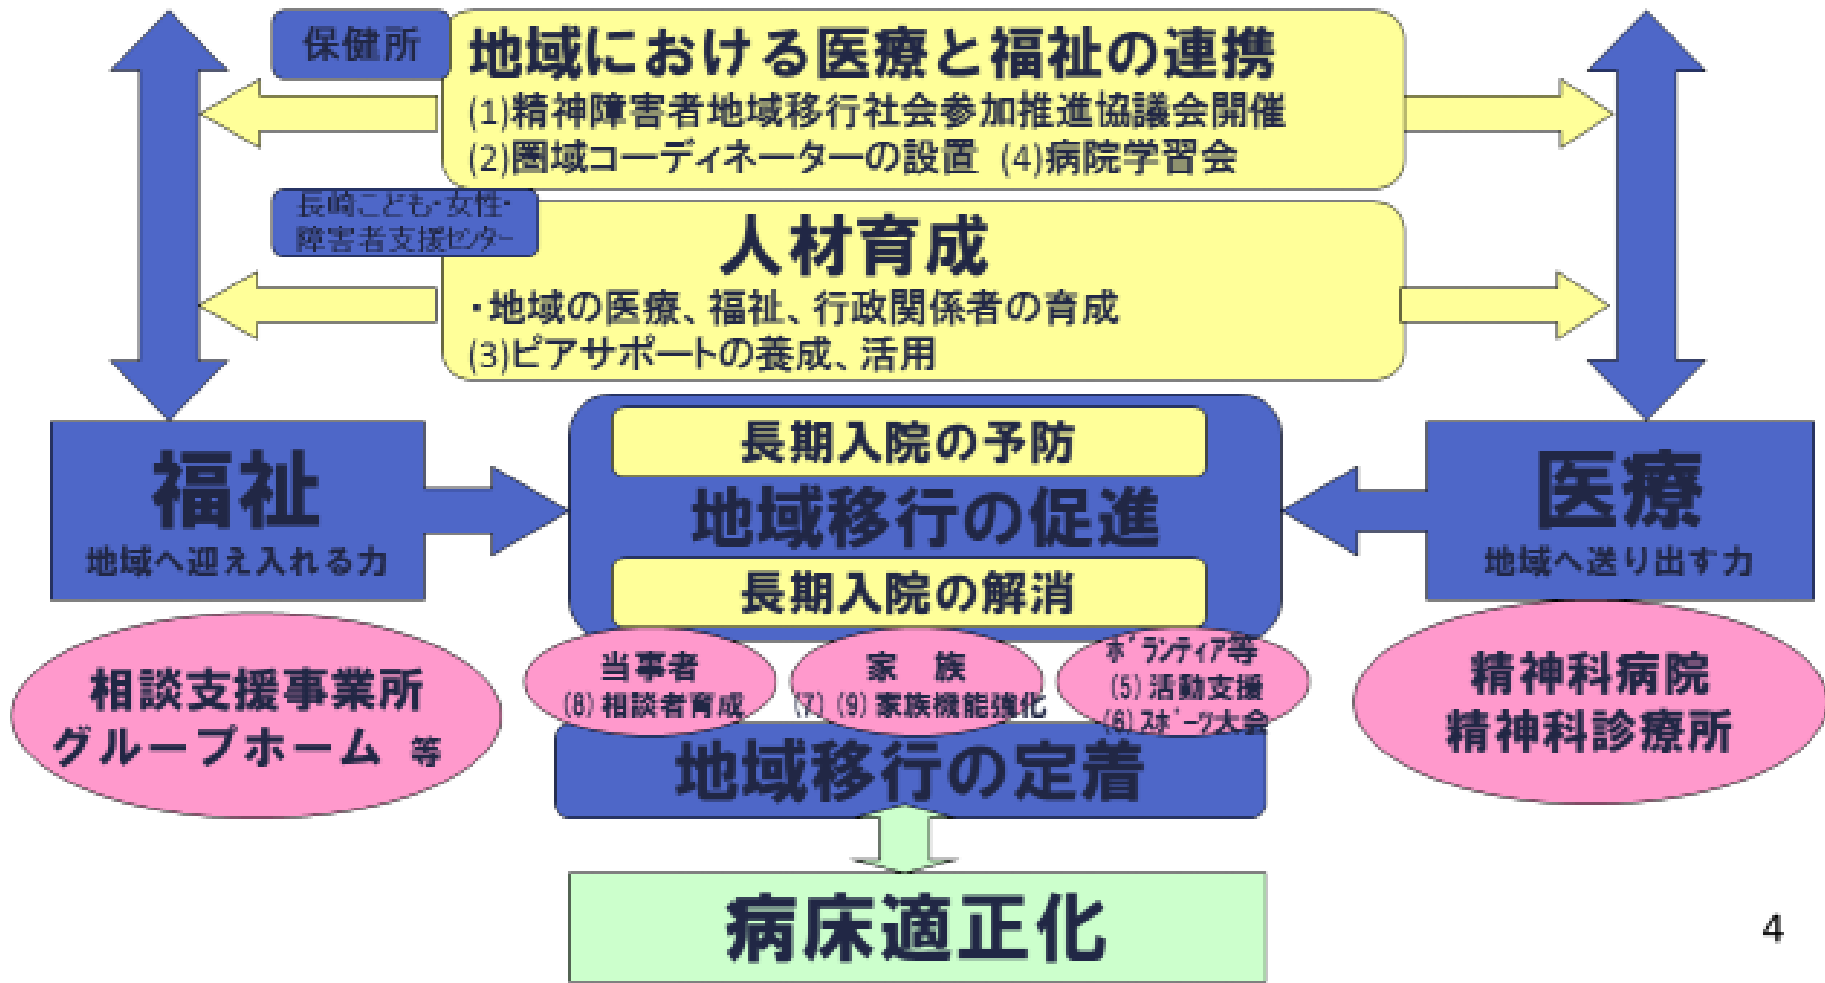 保健所
地域における医療と福祉の連携
(1)精神障害者地域移行社会参加推進協議会開催
(2)圏域コーディネーターの設置 (4)病院学習会
長崎こども・女性・
障害者支援ｾﾝﾀｰ
人材育成
・地域の医療、福祉、行政関係者の育成
(3)ピアサポートの養成、活用
福祉
地域へ迎え入れる力
長期入院の予防
地域移行の促進
長期入院の解消
医療
地域へ送り出す力
相談支援事業所
グループホーム 等
当事者
(8)相談者育成
家　族
(7) (9)家族機能強化
ﾎﾞﾗﾝﾃｨｱ等
(5)活動支援
(6)ｽﾎﾟｰﾂ大会
精神科病院
精神科診療所
地域移行の定着
病床適正化
4